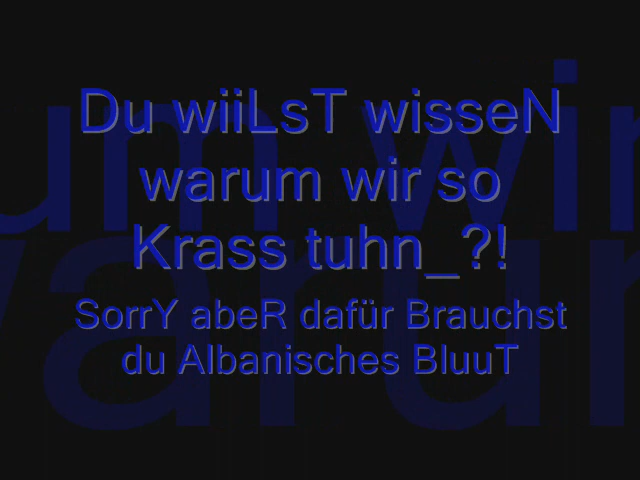 Du wiiLsT wisseN
warum wir so
Krass tuhn_?!
SorrY abeR dafür Brauchst
du Albanisches BluuT